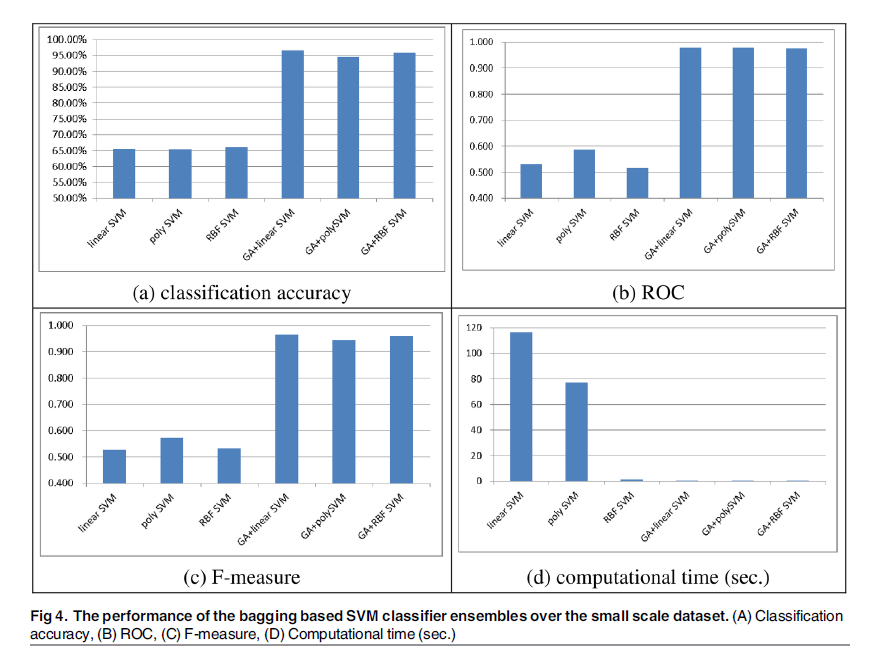 100.00%
95.00%
90.00%
85.00%
80.00%
75.00%
70.00%
65.00%
60.00%
55.00%
50.00%
linear SVM
poly SVM
RBF SVM
GA+linear SVM
GA+polySVM
GA+RBF SVM
(a) classification accuracy
1.000
0.900
0.800
0.700
0.600
0.500
0.400
linear SVM
poly SVM
RBF SVM
GA+linear SVM
GA+polySVM
GA+RBF SVM
(b) ROC
1.000
0.900
0.800
0.700
0.600
0.500
0.400
linear SVM
poly SVM
RBF SVM
GA+linear SVM
GA+polySVM
GA+RBF SVM
(c) F-measure
120
100
80
60
40
20
0
linear SVM
poly SVM
RBF SVM
GA+linear SVM
GA+polySVM
GA+RBF SVM
(d) computational time (sec.)
Fig 4. The performance of the bagging based SVM classifier ensembles over the small scale dataset. (A) Classification
accuracy, (B) ROC, (C) F-measure, (D) Computational time (sec.)